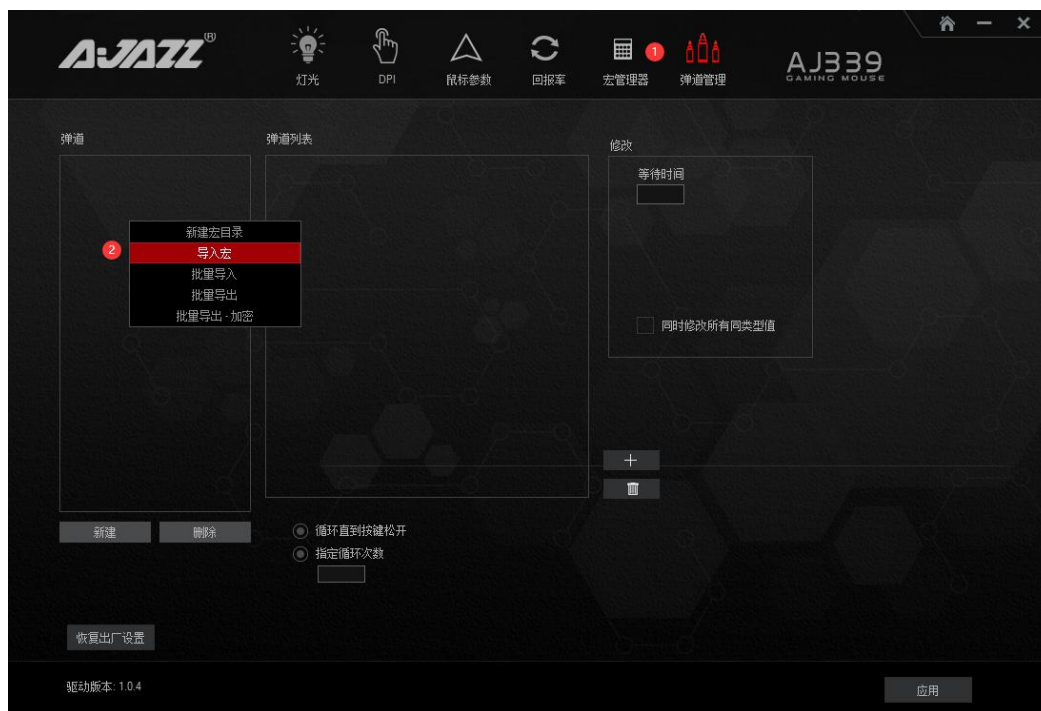 A·JAZZ®
灯光
DPI
鼠标参数
回报率
宏管理器
1
弹道管理
AJ339
GAMING MOUSE
弹道
弹道列表
修改
等待时间
新建宏目录
2
导入宏
批量导入
批量导出
批量导出 - 加密
同时修改所有同类型值
新建
删除
循环直到按键松开
指定循环次数
恢复出厂设置
驱动版本: 1.0.4
应用